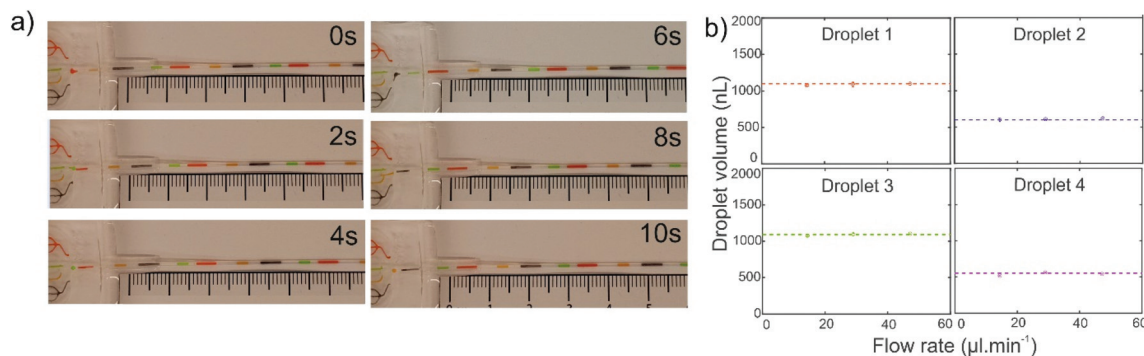 a)
0s
6s
2s
8s
4s
10s
0 1 2 3 4 5
b)
Droplet volume (nL)
2000
1500
1000
500
0
Droplet 1
Droplet 2
2000
1500
1000
500
0
Droplet 3
Droplet 4
0 20 40 60
0 20 40 60
Flow rate (µl.min⁻¹)